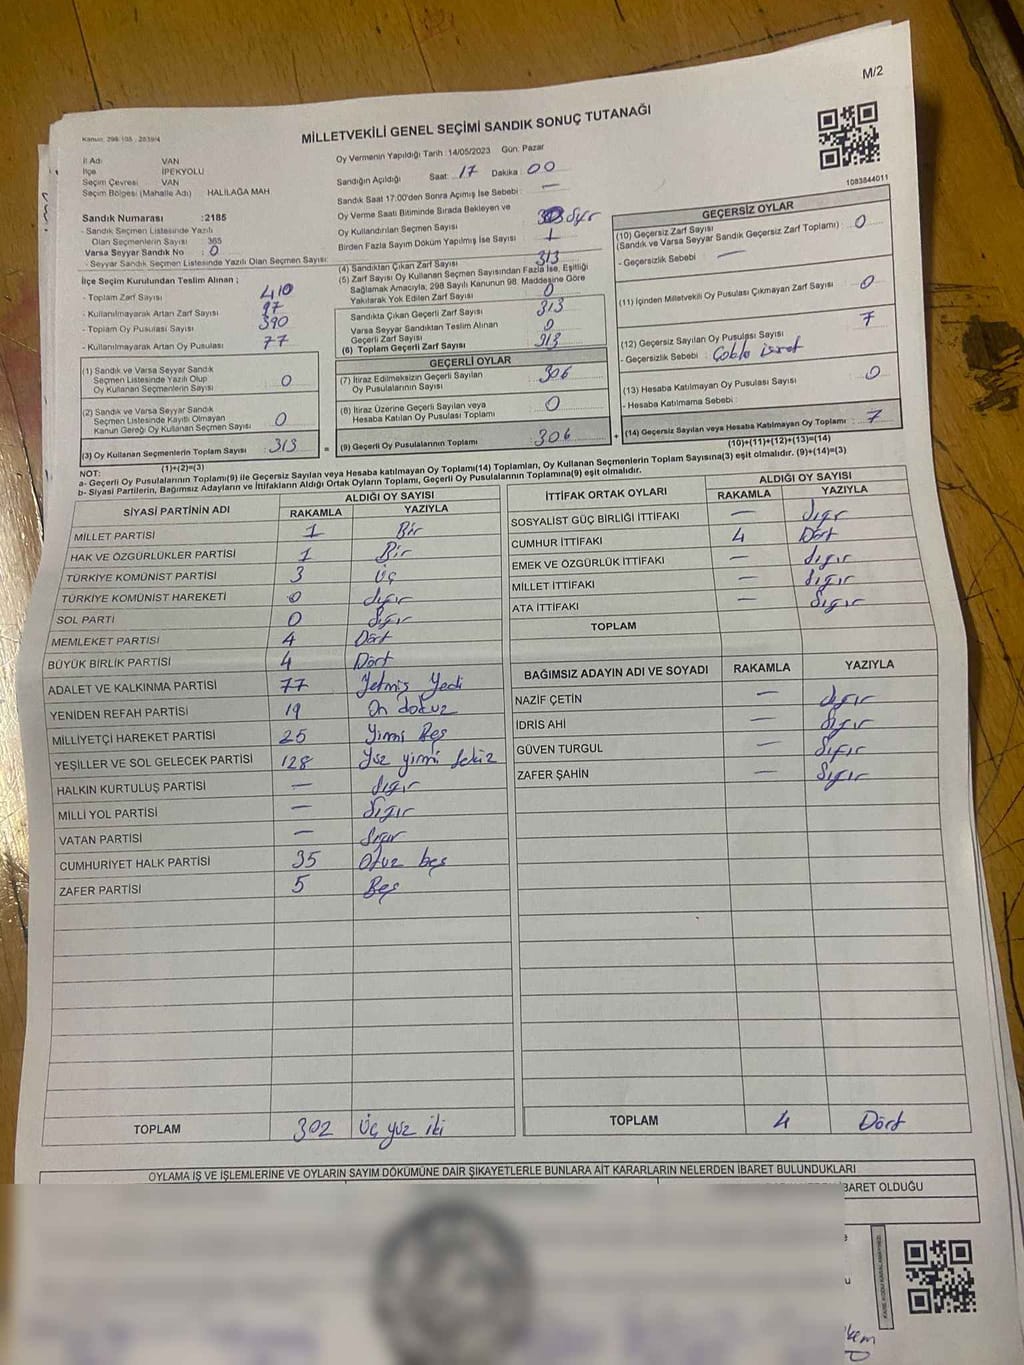 M/2
Kanun: 298/105 , 2839/4
MİLLETVEKİLİ GENEL SEÇİMİ SANDIK SONUÇ TUTANAĞI
1083844011
İl Adı VAN
İlçe İPEKYOLU
Seçim Çevresi VAN
Seçim Bölgesi (Mahalle Adı) HALİLAĞA MAH
Sandık Numarası :2185
- Sandık Seçmen Listesinde Yazılı
Olan Seçmenlerin Sayısı 365
Varsa Seyyar Sandık No : 0
- Seyyar Sandık Seçmen Listesinde Yazılı Olan Seçmen Sayısı:
İlçe Seçim Kurulundan Teslim Alınan ;
- Toplam Zarf Sayısı 410
- Kullanılmayarak Artan Zarf Sayısı 97
- Toplam Oy Pusulası Sayısı 390
- Kullanılmayarak Artan Oy Pusulası 77
(1) Sandık ve Varsa Seyyar Sandık
Seçmen Listesinde Yazılı Olup
Oy Kullanan Seçmenlerin Sayısı : 0
(2) Sandık ve Varsa Seyyar Sandık
Seçmen Listesinde Kayıtlı Olmayan
Kanun Gereği Oy Kullanan Seçmen Sayısı : 0
(3) Oy Kullanan Seçmenlerin Toplam Sayısı : 313
(1)+(2)=(3)
Oy Vermenin Yapıldığı Tarih :14/05/2023 Gün: Pazar
Sandığın Açıldığı Saat: 17 Dakika 00
Sandık Saat 17:00'den Sonra Açımış İse Sebebi : —
Oy Verme Saati Bitiminde Sırada Bekleyen ve
Oy Kullandırılan Seçmen Sayısı sıfır
Birden Fazla Sayım Döküm Yapılmış İse Sayısı : 1
(4) Sandıktan Çıkan Zarf Sayısı 313
(5) Zarf Sayısı Oy Kullanan Seçmen Sayısından Fazla İse, Eşitliği
Sağlamak Amacıyla, 298 Sayılı Kanunun 98. Maddesine Göre
Yakılarak Yok Edilen Zarf Sayısı 0
Sandıkta Çıkan Geçerli Zarf Sayısı 313
Varsa Seyyar Sandıktan Teslim Alınan
Geçerli Zarf Sayısı 0
(6) Toplam Geçerli Zarf Sayısı 313
GEÇERLİ OYLAR
(7) İtiraz Edilmeksizin Geçerli Sayılan
Oy Pusulalarının Sayısı : 306
(8) İtiraz Üzerine Geçerli Sayılan veya
Hesaba Katılan Oy Pusulası Toplamı : 0
= (9) Geçerli Oy Pusulalarının Toplamı : 306 +
GEÇERSİZ OYLAR
(10) Geçersiz Zarf Sayısı
(Sandık ve Varsa Seyyar Sandık Geçersiz Zarf Toplamı) : 0
- Geçersizlik Sebebi : —
(11) İçinden Milletvekili Oy Pusulası Çıkmayan Zarf Sayısı 0
(12) Geçersiz Sayılan Oy Pusulası Sayısı 7
- Geçersizlik Sebebi :
(13) Hesaba Katılmayan Oy Pusulası Sayısı 0
- Hesaba Katılmama Sebebi :
(14) Geçersiz Sayılan veya Hesaba Katılmayan Oy Toplamı : 7
(10)+(11)+(12)+(13)=(14)
NOT:
a- Geçerli Oy Pusulalarının Toplamı(9) ile Geçersiz Sayılan veya Hesaba katılmayan Oy Toplamı(14) Toplamları, Oy Kullanan Seçmenlerin Toplam Sayısına(3) eşit olmalıdır. (9)+(14)=(3)
b- Siyasi Partilerin, Bağımsız Adayların ve İttifakların Aldığı Ortak Oyların Toplamı, Geçerli Oy Pusulalarının Toplamına(9) eşit olmalıdır.
SİYASİ PARTİNİN ADI ALDIĞI OY SAYISI
RAKAMLA YAZIYLA
MİLLET PARTİSİ 1 Bir
HAK VE ÖZGÜRLÜKLER PARTİSİ 1 Bir
TÜRKİYE KOMÜNİST PARTİSİ 3 Üç
TÜRKİYE KOMÜNİST HAREKETİ 0 sıfır
SOL PARTİ 0 Sıfır
MEMLEKET PARTİSİ 4 Dört
BÜYÜK BİRLİK PARTİSİ 4 Dört
ADALET VE KALKINMA PARTİSİ 77 Yetmiş Yedi
YENİDEN REFAH PARTİSİ 19 On dokuz
MİLLİYETÇİ HAREKET PARTİSİ 25 Yirmi Beş
YEŞİLLER VE SOL GELECEK PARTİSİ 128 Yüz yirmi sekiz
HALKIN KURTULUŞ PARTİSİ — sıfır
MİLLİ YOL PARTİSİ — Sıfır
VATAN PARTİSİ — Sıfır
CUMHURİYET HALK PARTİSİ 35 Otuz beş
ZAFER PARTİSİ 5 Beş
TOPLAM 302 Üç yüz iki
İTTİFAK ORTAK OYLARI ALDIĞI OY SAYISI
RAKAMLA YAZIYLA
SOSYALİST GÜÇ BİRLİĞİ İTTİFAKI — sıfır
CUMHUR İTTİFAKI 4 Dört
EMEK VE ÖZGÜRLÜK İTTİFAKI — sıfır
MİLLET İTTİFAKI — sıfır
ATA İTTİFAKI — Sıfır
TOPLAM
BAĞIMSIZ ADAYIN ADI VE SOYADI RAKAMLA YAZIYLA
NAZİF ÇETİN — sıfır
İDRİS AHİ — Sıfır
GÜVEN TURGUL — Sıfır
ZAFER ŞAHİN — Sıfır
TOPLAM 4 Dört
OYLAMA İŞ VE İŞLEMLERİNE VE OYLARIN SAYIM DÖKÜMÜNE DAİR ŞİKAYETLERLE BUNLARA AİT KARARLARIN NELERDEN İBARET BULUNDUKLARI
İBARET OLDUĞU
KARE KODU KARALAMAYINIZ